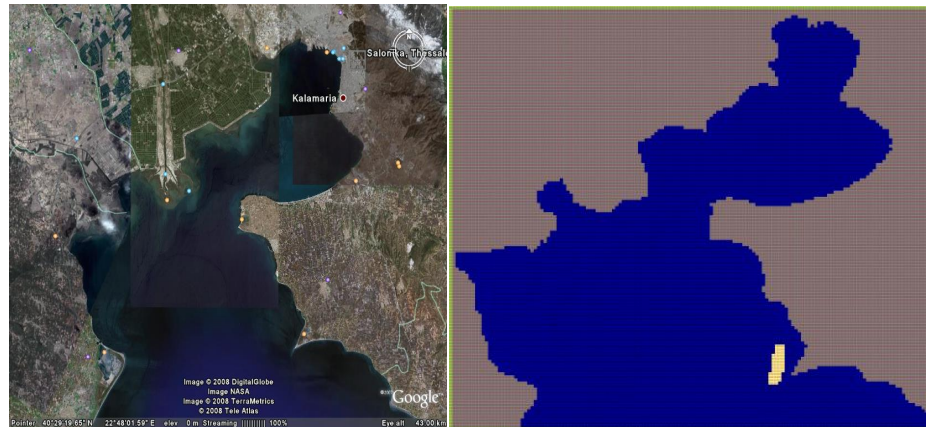 Salonika, Thessalo
N
Kalamaria
Image © 2008 DigitalGlobe
Image NASA
Image © 2008 TerraMetrics
© 2008 Tele Atlas
Google
Pointer 40°29'19.65" N 22°48'01.59" E elev 0 m Streaming |||||||||| 100% Eye alt 43.00 km